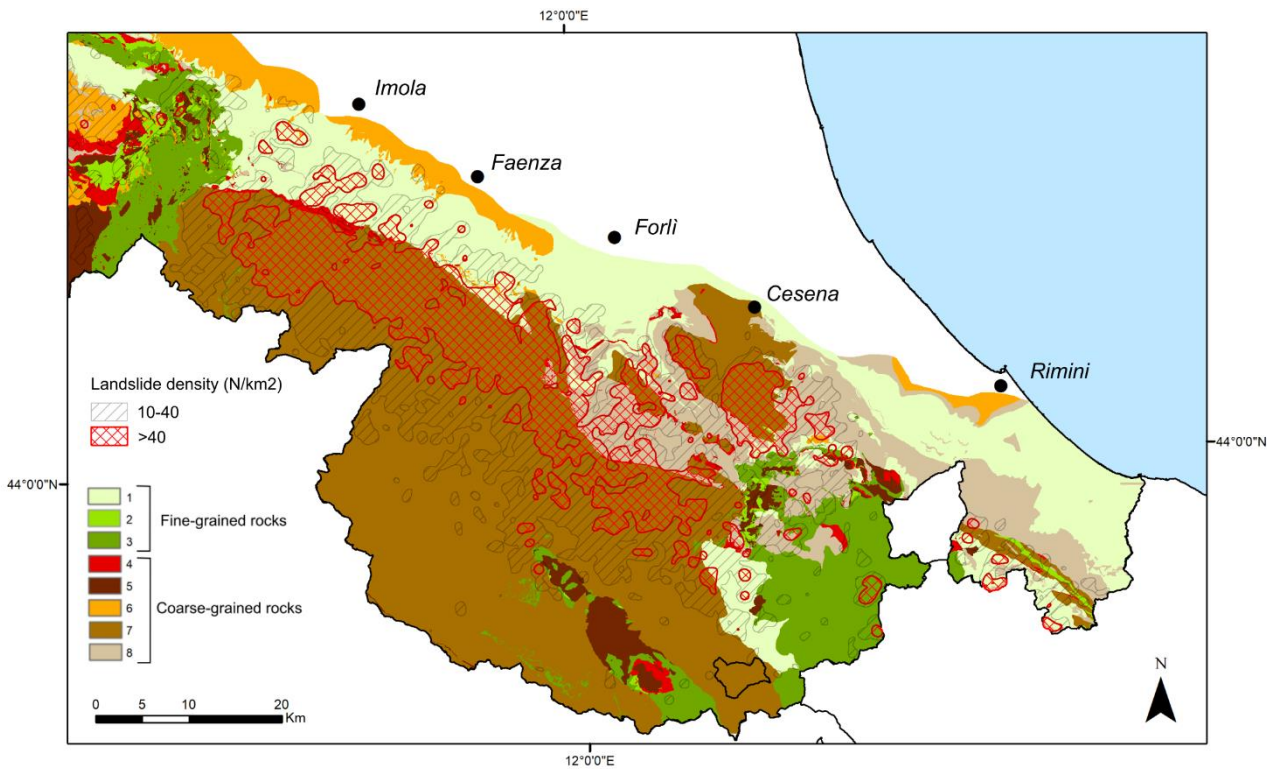 12°0'0"E
Imola
Faenza
Forlì
Cesena
Rimini
Landslide density (N/km2)
10-40
>40
44°0'0"N
44°0'0"N
1
2
3
Fine-grained rocks
4
5
6
7
8
Coarse-grained rocks
0 5 10 20
Km
N
12°0'0"E